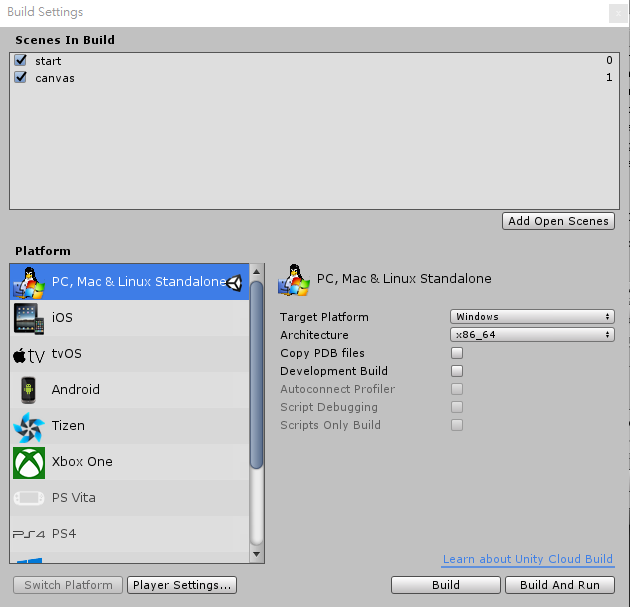 Build Settings
Scenes In Build
start 0
canvas 1
Add Open Scenes
Platform
PC, Mac & Linux Standalone
iOS
tvOS
Android
Tizen
Xbox One
PS Vita
PS4
PC, Mac & Linux Standalone
Target Platform Windows
Architecture x86_64
Copy PDB files
Development Build
Autoconnect Profiler
Script Debugging
Scripts Only Build
Learn about Unity Cloud Build
Switch Platform Player Settings... Build Build And Run